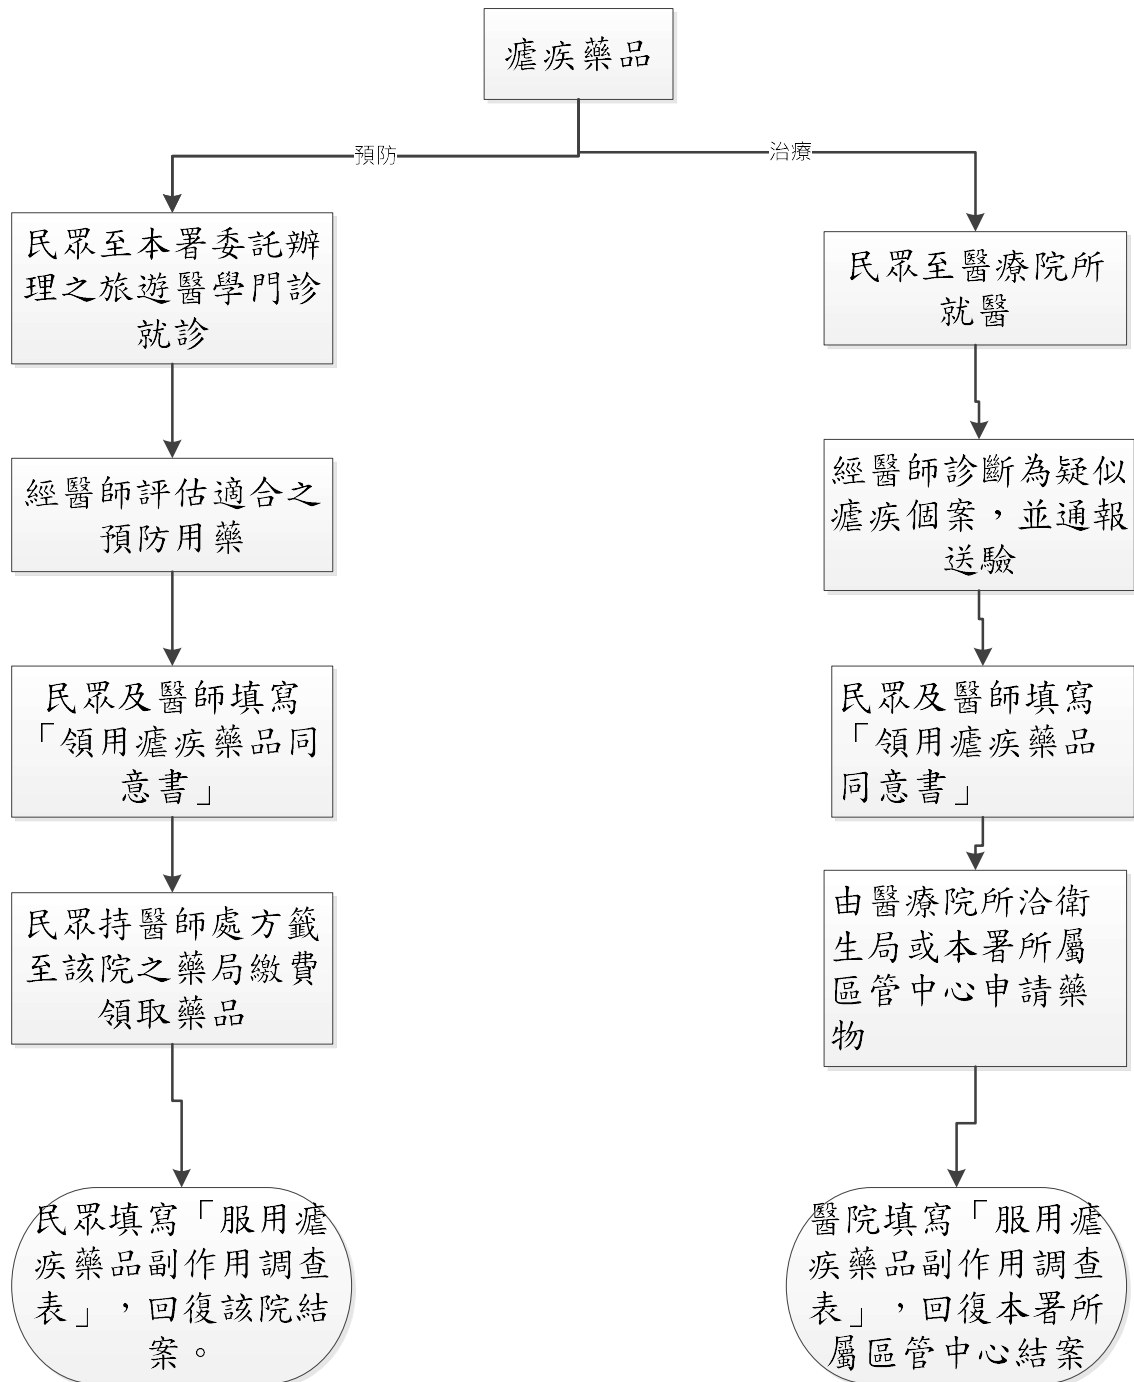 瘧疾藥品
預防
治療
民眾至本署委託辦
理之旅遊醫學門診
就診
經醫師評估適合之
預防用藥
民眾及醫師填寫
「領用瘧疾藥品同
意書」
民眾持醫師處方籤
至該院之藥局繳費
領取藥品
民眾填寫「服用瘧
疾藥品副作用調查
表」，回復該院結
案。
民眾至醫療院所
就醫
經醫師診斷為疑似
瘧疾個案，並通報
送驗
民眾及醫師填寫
「領用瘧疾藥品
同意書」
由醫療院所洽衛
生局或本署所屬
區管中心申請藥
物
醫院填寫「服用瘧
疾藥品副作用調查
表」，回復本署所
屬區管中心結案